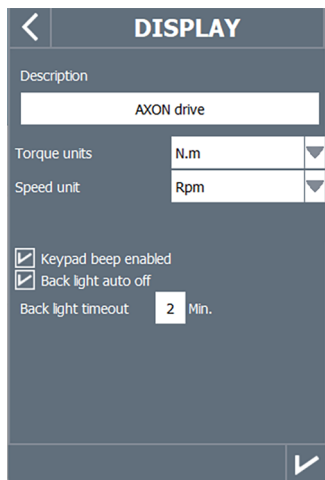 DISPLAY
Description
AXON drive
Torque units N.m
Speed unit Rpm
Keypad beep enabled
Back light auto off
Back light timeout 2 Min.